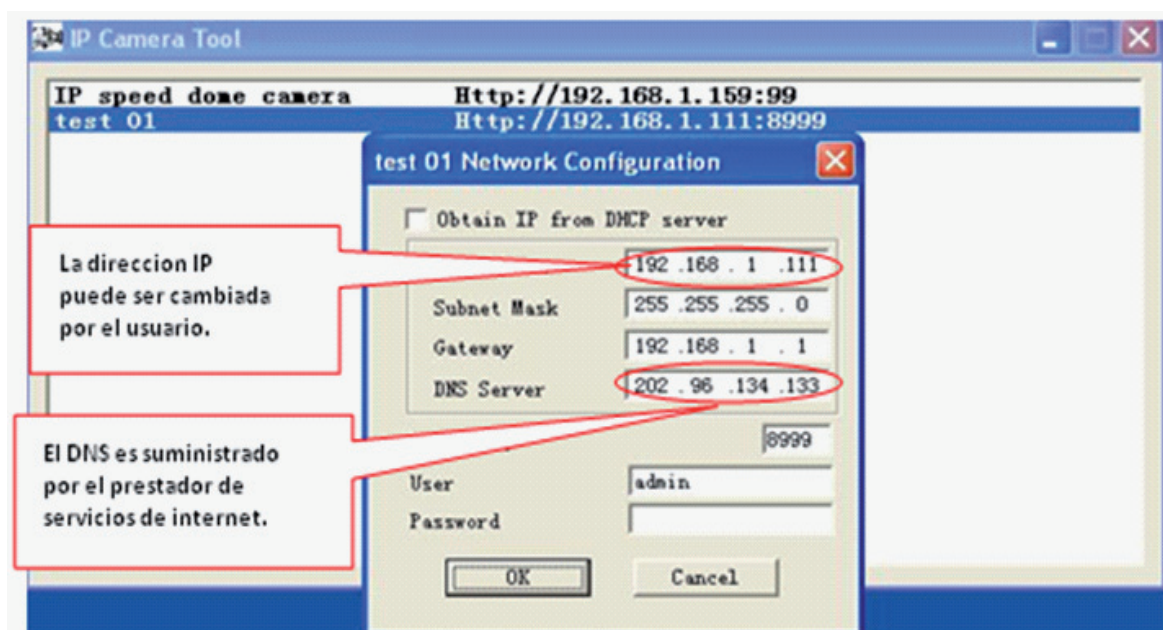 IP Camera Tool
IP speed dome camera Http://192.168.1.159:99
test 01 Http://192.168.1.111:8999
test 01 Network Configuration
Obtain IP from DHCP server
192 .168 . 1 .111
Subnet Mask 255 .255 .255 . 0
Gateway 192 .168 . 1 . 1
DNS Server 202 . 96 .134 .133
8999
User admin
Password
OK Cancel
La direccion IP
puede ser cambiada
por el usuario.
El DNS es suministrado
por el prestador de
servicios de internet.